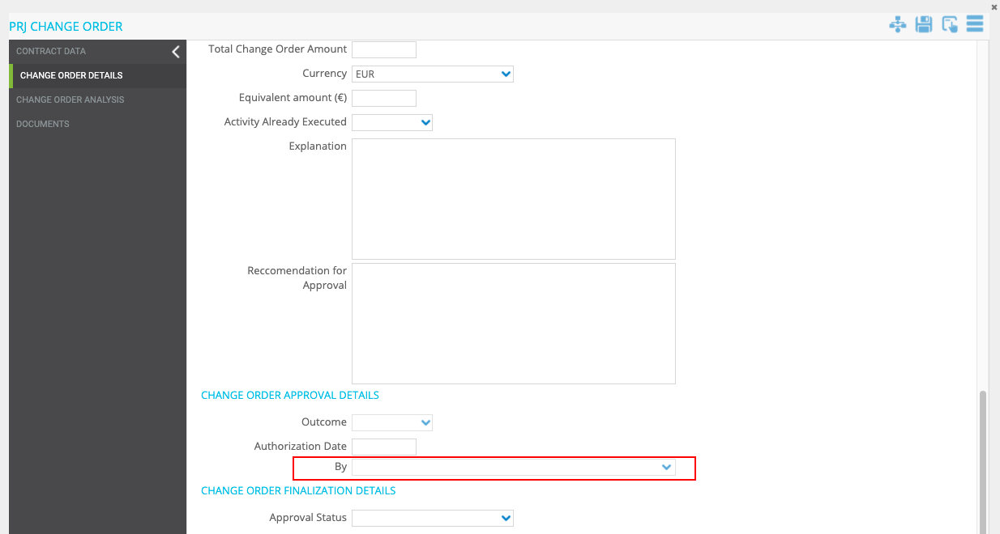 PRJ CHANGE ORDER
CONTRACT DATA
CHANGE ORDER DETAILS
CHANGE ORDER ANALYSIS
DOCUMENTS
Total Change Order Amount
Currency EUR
Equivalent amount (€)
Activity Already Executed
Explanation
Reccomendation for
Approval
CHANGE ORDER APPROVAL DETAILS
Outcome
Authorization Date
By
CHANGE ORDER FINALIZATION DETAILS
Approval Status